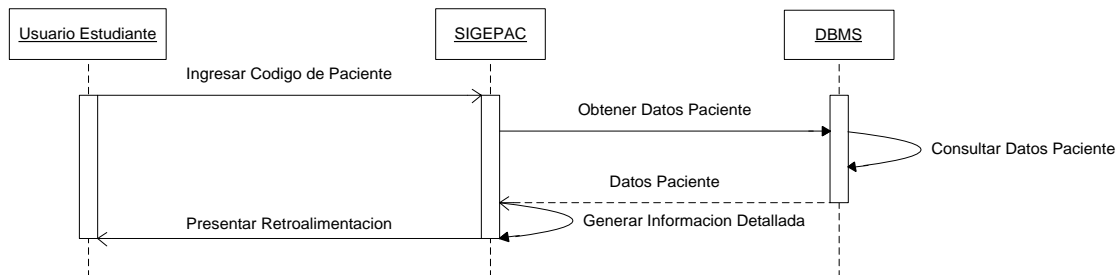 Usuario Estudiante
SIGEPAC
DBMS
Ingresar Codigo de Paciente
Obtener Datos Paciente
Consultar Datos Paciente
Datos Paciente
Generar Informacion Detallada
Presentar Retroalimentacion